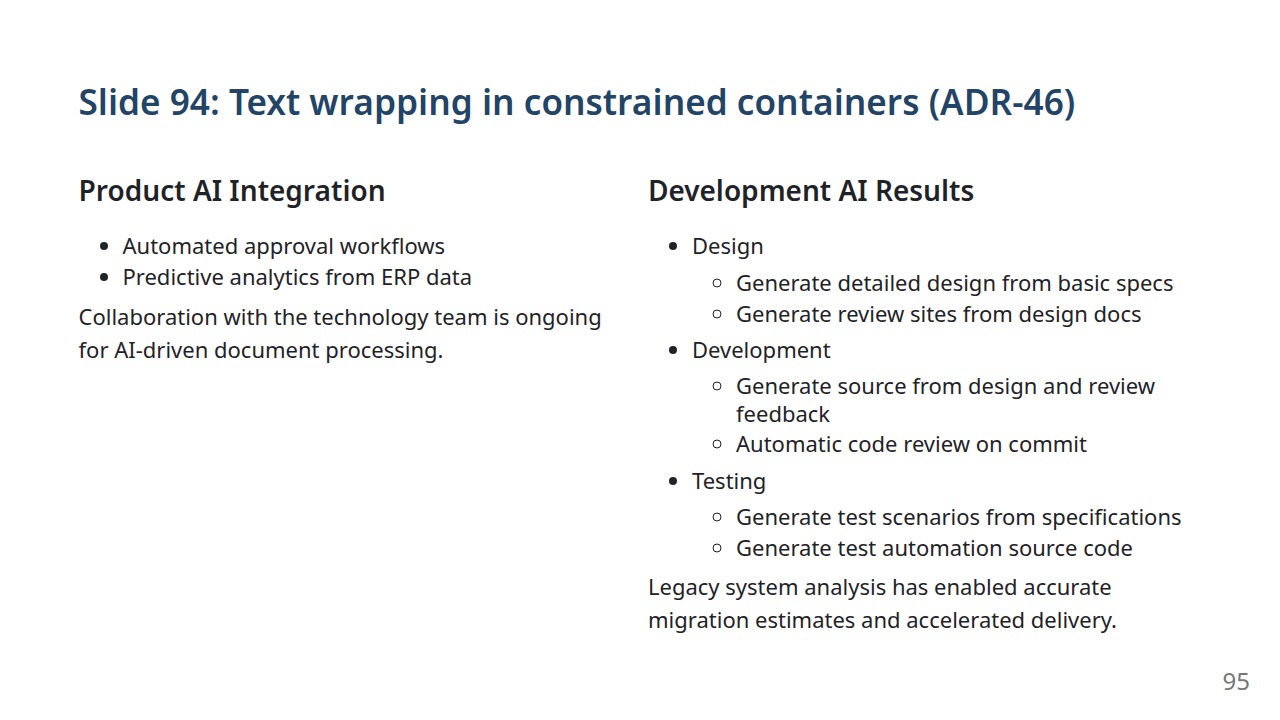 Slide 94: Text wrapping in constrained containers (ADR-46)
Product AI Integration
• Automated approval workflows
• Predictive analytics from ERP data
Collaboration with the technology team is ongoing
for AI-driven document processing.
Development AI Results
• Design
○ Generate detailed design from basic specs
○ Generate review sites from design docs
• Development
○ Generate source from design and review
feedback
○ Automatic code review on commit
• Testing
○ Generate test scenarios from specifications
○ Generate test automation source code
Legacy system analysis has enabled accurate
migration estimates and accelerated delivery.
95